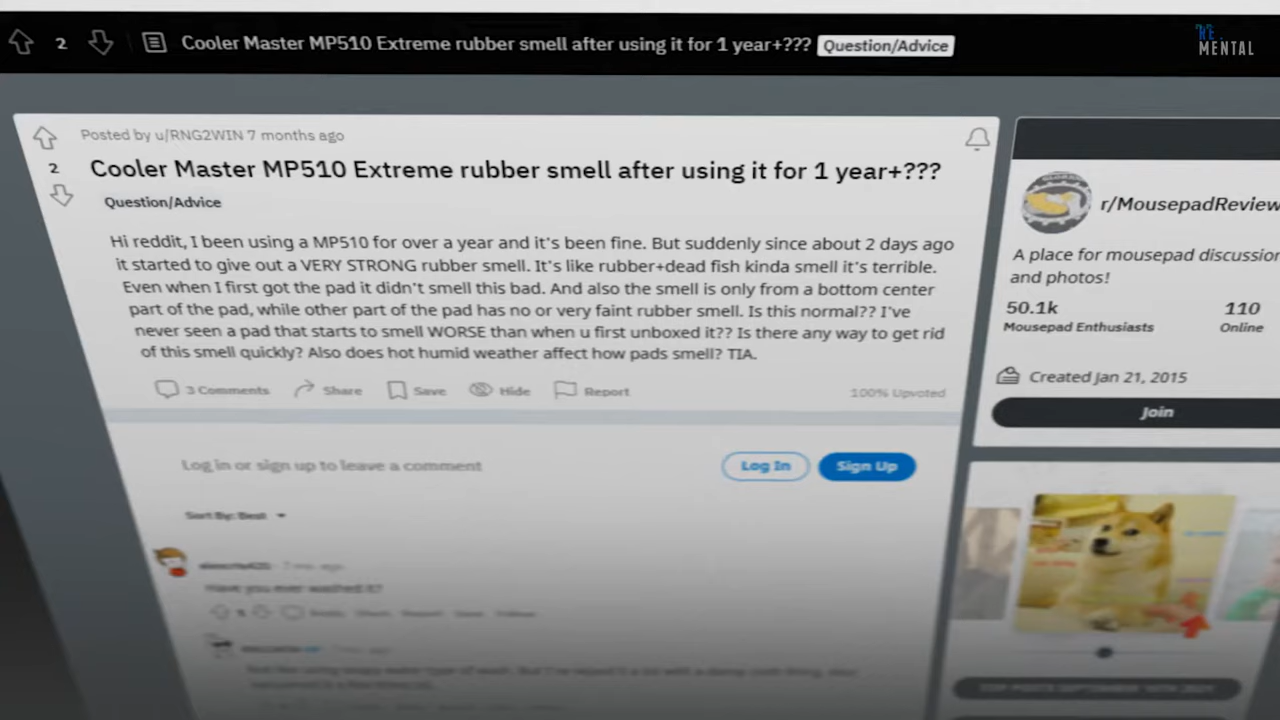 2
Cooler Master MP510 Extreme rubber smell after using it for 1 year+???
Question/Advice
RE.
MENTAL
Posted by u/RNG2WIN 7 months ago
2
Cooler Master MP510 Extreme rubber smell after using it for 1 year+???
Question/Advice
Hi reddit, I been using a MP510 for over a year and it's been fine. But suddenly since about 2 days ago
it started to give out a VERY STRONG rubber smell. It's like rubber+dead fish kinda smell it's terrible.
Even when I first got the pad it didn't smell this bad. And also the smell is only from a bottom center
part of the pad, while other part of the pad has no or very faint rubber smell. Is this normal?? I've
never seen a pad that starts to smell WORSE than when u first unboxed it?? Is there any way to get rid
of this smell quickly? Also does hot humid weather affect how pads smell? TIA.
3 Comments Share Save Hide Report
100% Upvoted
Log in or sign up to leave a comment
Log In
Sign Up
Sort By: Best
Have you ever washed it?
r/MousepadReview
A place for mousepad discussion
and photos!
50.1k 110
Mousepad Enthusiasts Online
Created Jan 21, 2015
Join